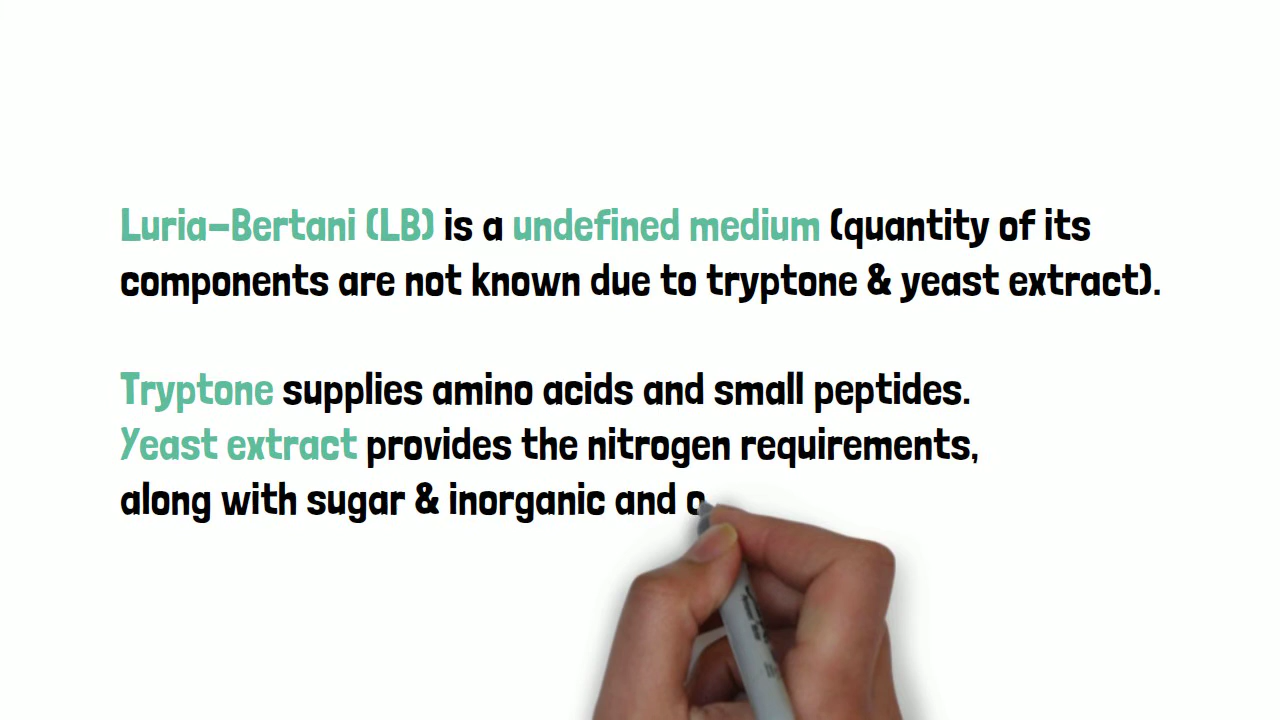 Luria-Bertani (LB) is a undefined medium (quantity of its
components are not known due to tryptone & yeast extract).
Tryptone supplies amino acids and small peptides.
Yeast extract provides the nitrogen requirements,
along with sugar & inorganic and o